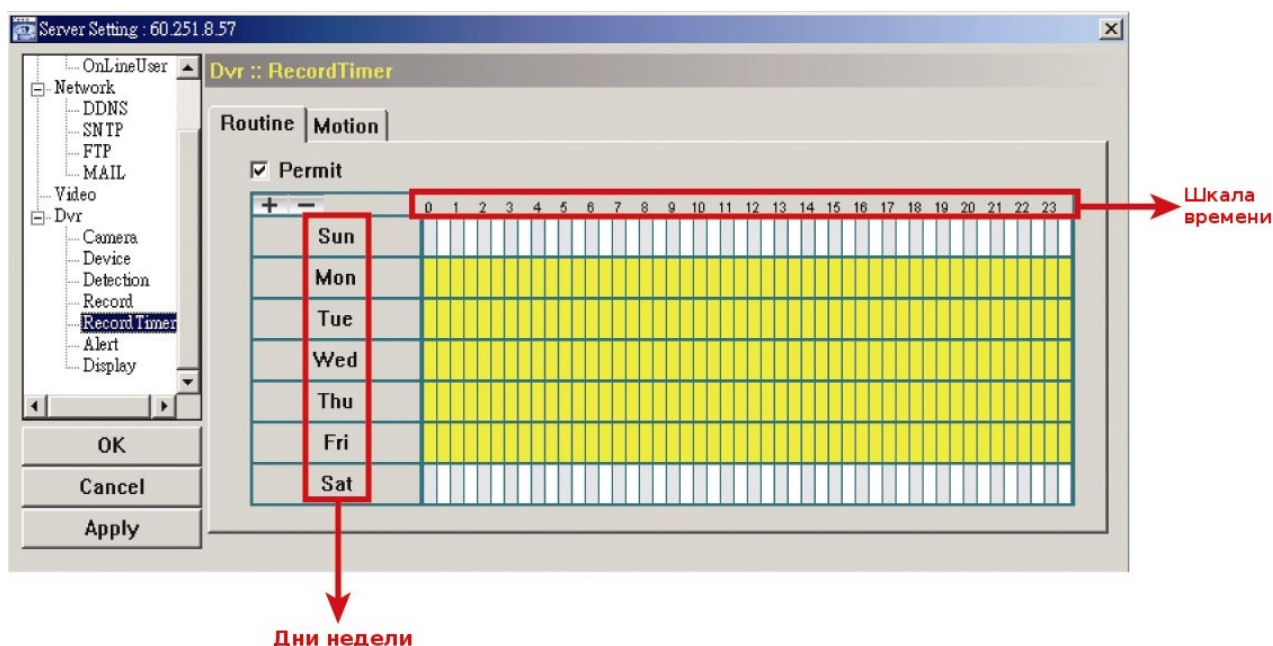 Server Setting : 60.251.8.57
OnLineUser
Network
DDNS
SNTP
FTP
MAIL
Video
Dvr
Camera
Device
Detection
Record
RecordTimer
Alert
Display
OK
Cancel
Apply
Dvr :: RecordTimer
Routine Motion
Permit
+ −
0 1 2 3 4 5 6 7 8 9 10 11 12 13 14 15 16 17 18 19 20 21 22 23
Sun
Mon
Tue
Wed
Thu
Fri
Sat
Шкала
времени
Дни недели